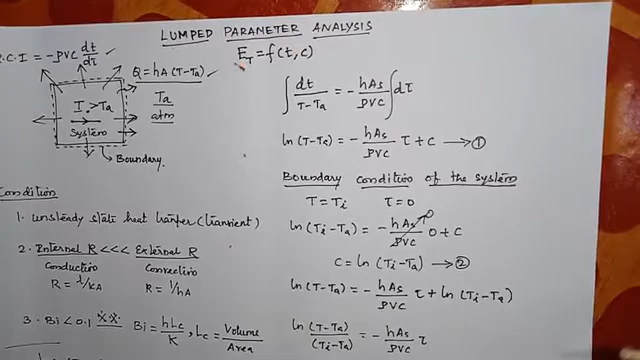 LUMPED PARAMETER ANALYSIS
R.C.I = -ρVC dt/dτ
Q = hA (T-Ta)
T. > Ta
System
Ta
atm
Boundary.
Condition
1. Unsteady state heat tranfer (transient)
2. Internal R <<< External R
Conduction Convection
R = L/KA R = 1/hA
3. Bi < 0.1 Bi = hLc/K, Lc = Volume/Area
ET = f(t, c)
∫ dt/(T-Ta) = - hAs/ρVC ∫ dτ
ln (T-Ta) = - hAs/ρVC τ + C → ①
Boundary condition of the system
T = Ti τ = 0
ln (Ti-Ta) = - hAs/ρVC 0 + C
C = ln (Ti-Ta) → ②
ln (T-Ta) = - hAs/ρVC τ + ln (Ti-Ta)
ln (T-Ta)/(Ti-Ta) = - hAs/ρVC τ